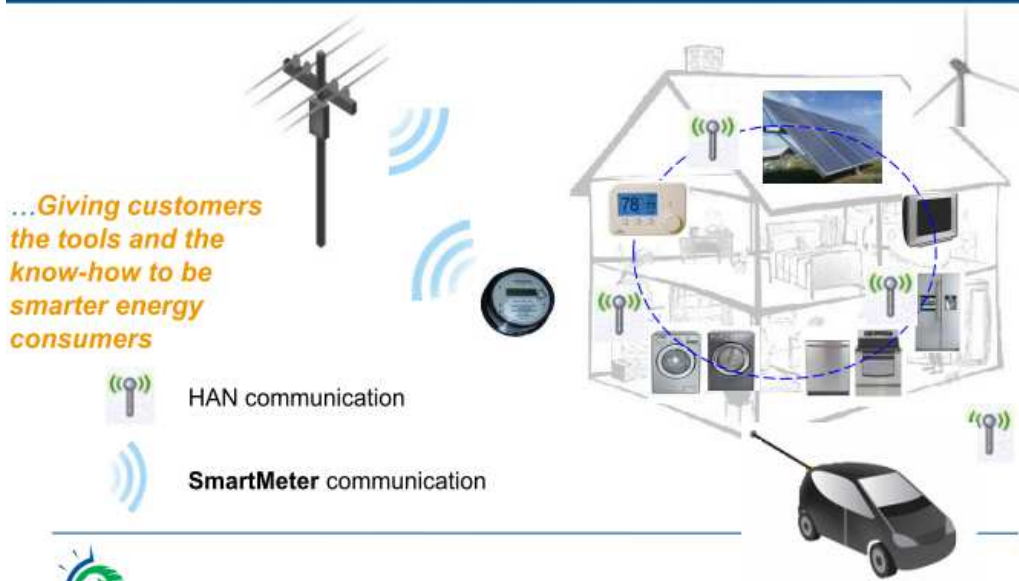 ...Giving customers
the tools and the
know-how to be
smarter energy
consumers
78
HAN communication
SmartMeter communication